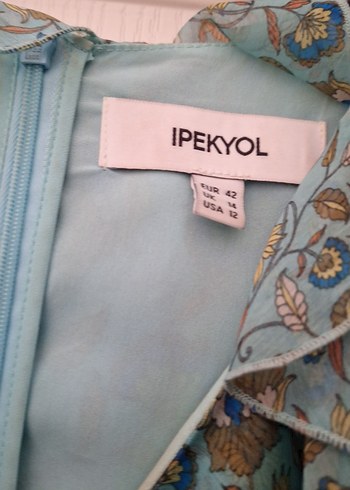 IPEKYOL
EUR 42
UK 14
USA 12